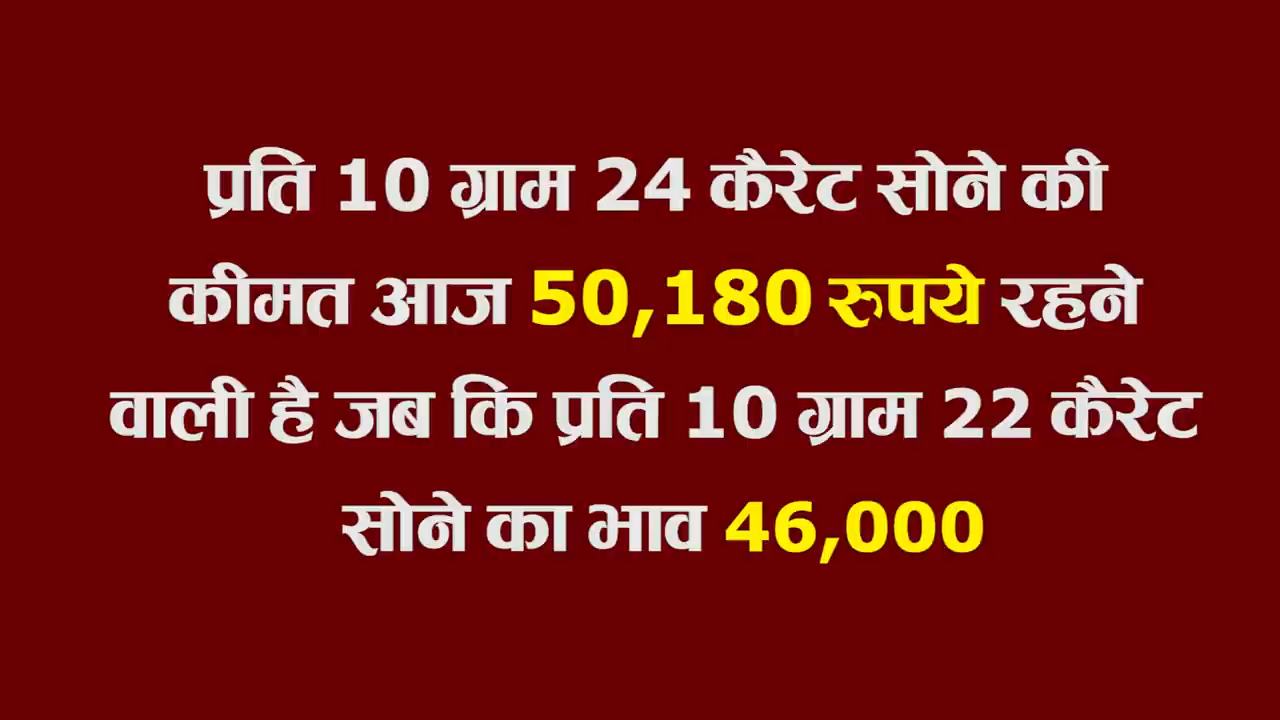 प्रति 10 ग्राम 24 कैरेट सोने की
कीमत आज 50,180 रुपये रहने
वाली है जब कि प्रति 10 ग्राम 22 कैरेट
सोने का भाव 46,000